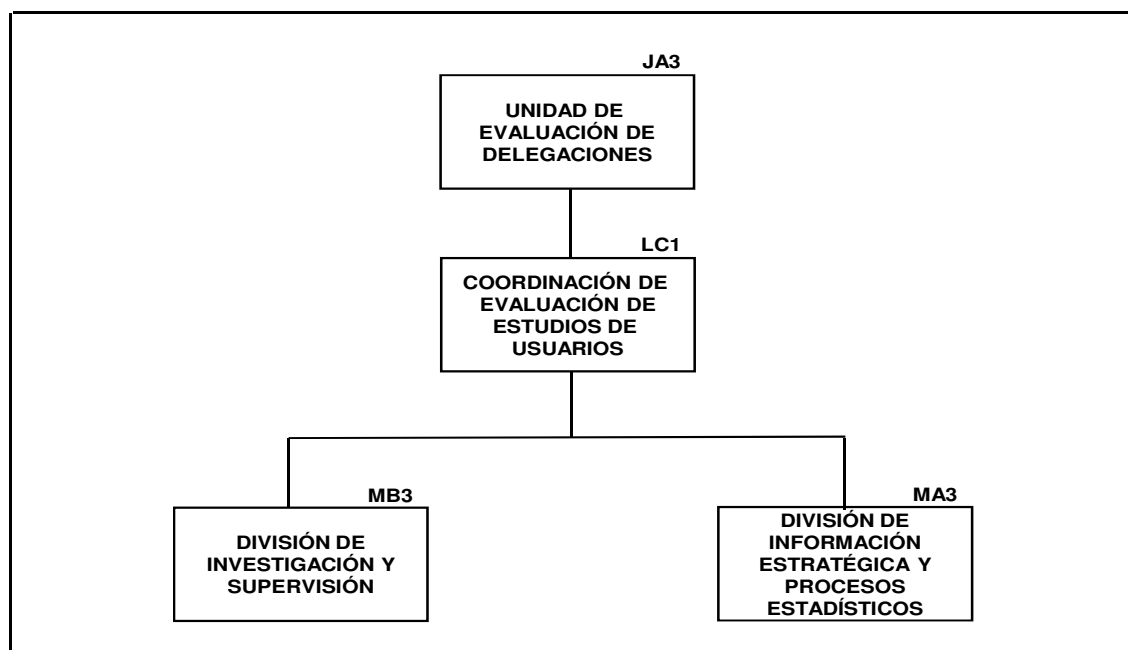 JA3
UNIDAD DE
EVALUACIÓN DE
DELEGACIONES
LC1
COORDINACIÓN DE
EVALUACIÓN DE
ESTUDIOS DE
USUARIOS
MB3
DIVISIÓN DE
INVESTIGACIÓN Y
SUPERVISIÓN
MA3
DIVISIÓN DE
INFORMACIÓN
ESTRATÉGICA Y
PROCESOS
ESTADÍSTICOS